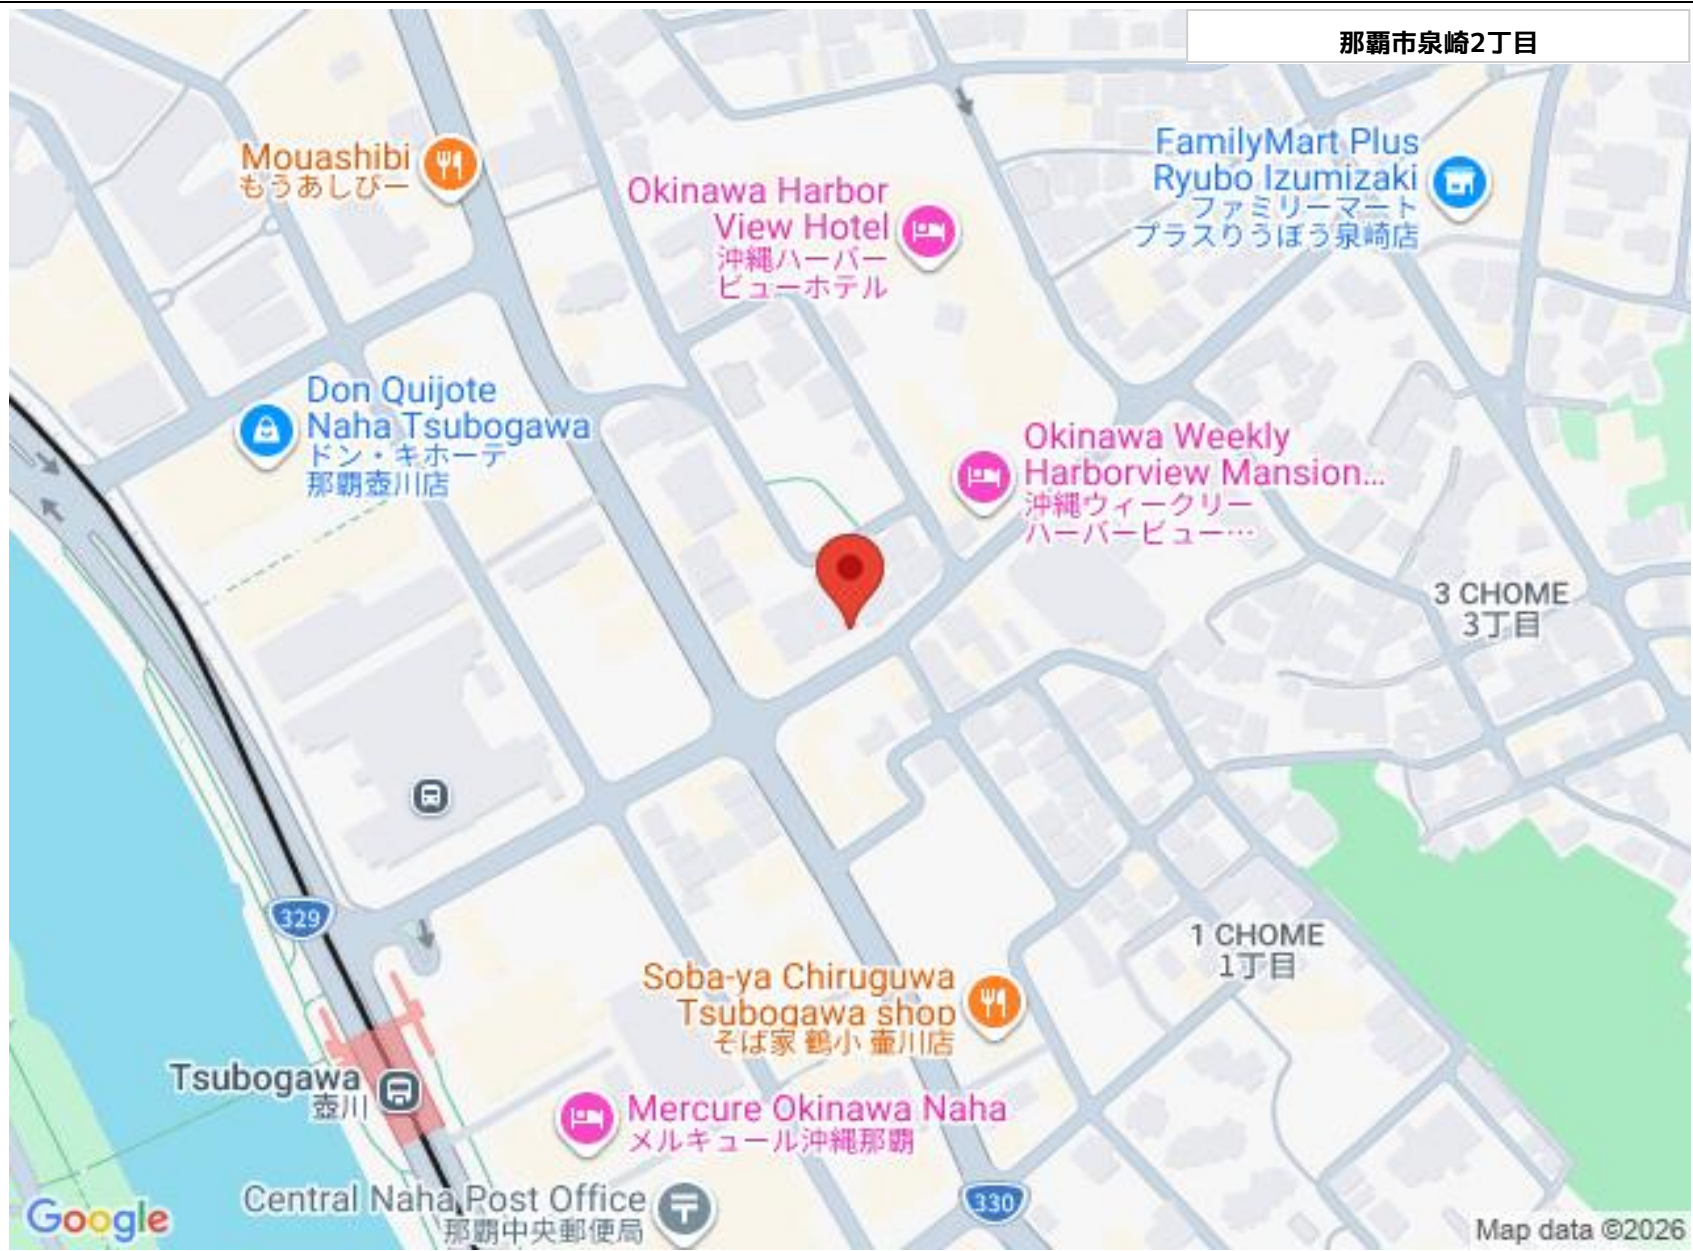 那覇市泉崎2丁目
Mouashibi
もうあしびー
Okinawa Harbor
View Hotel
沖縄ハーバー
ビューホテル
FamilyMart Plus
Ryubo Izumizaki
ファミリーマート
プラスりうぼう泉崎店
Don Quijote
Naha Tsubogawa
ドン・キホーテ
那覇壺川店
Okinawa Weekly
Harborview Mansion...
沖縄ウィークリー
ハーバービュー…
3 CHOME
3丁目
329
1 CHOME
1丁目
Soba-ya Chiruguwa
Tsubogawa shop
そば家 鶴小 壷川店
Tsubogawa
壺川
Mercure Okinawa Naha
メルキュール沖縄那覇
Central Naha Post Office
那覇中央郵便局
330
Google
Map data ©2026